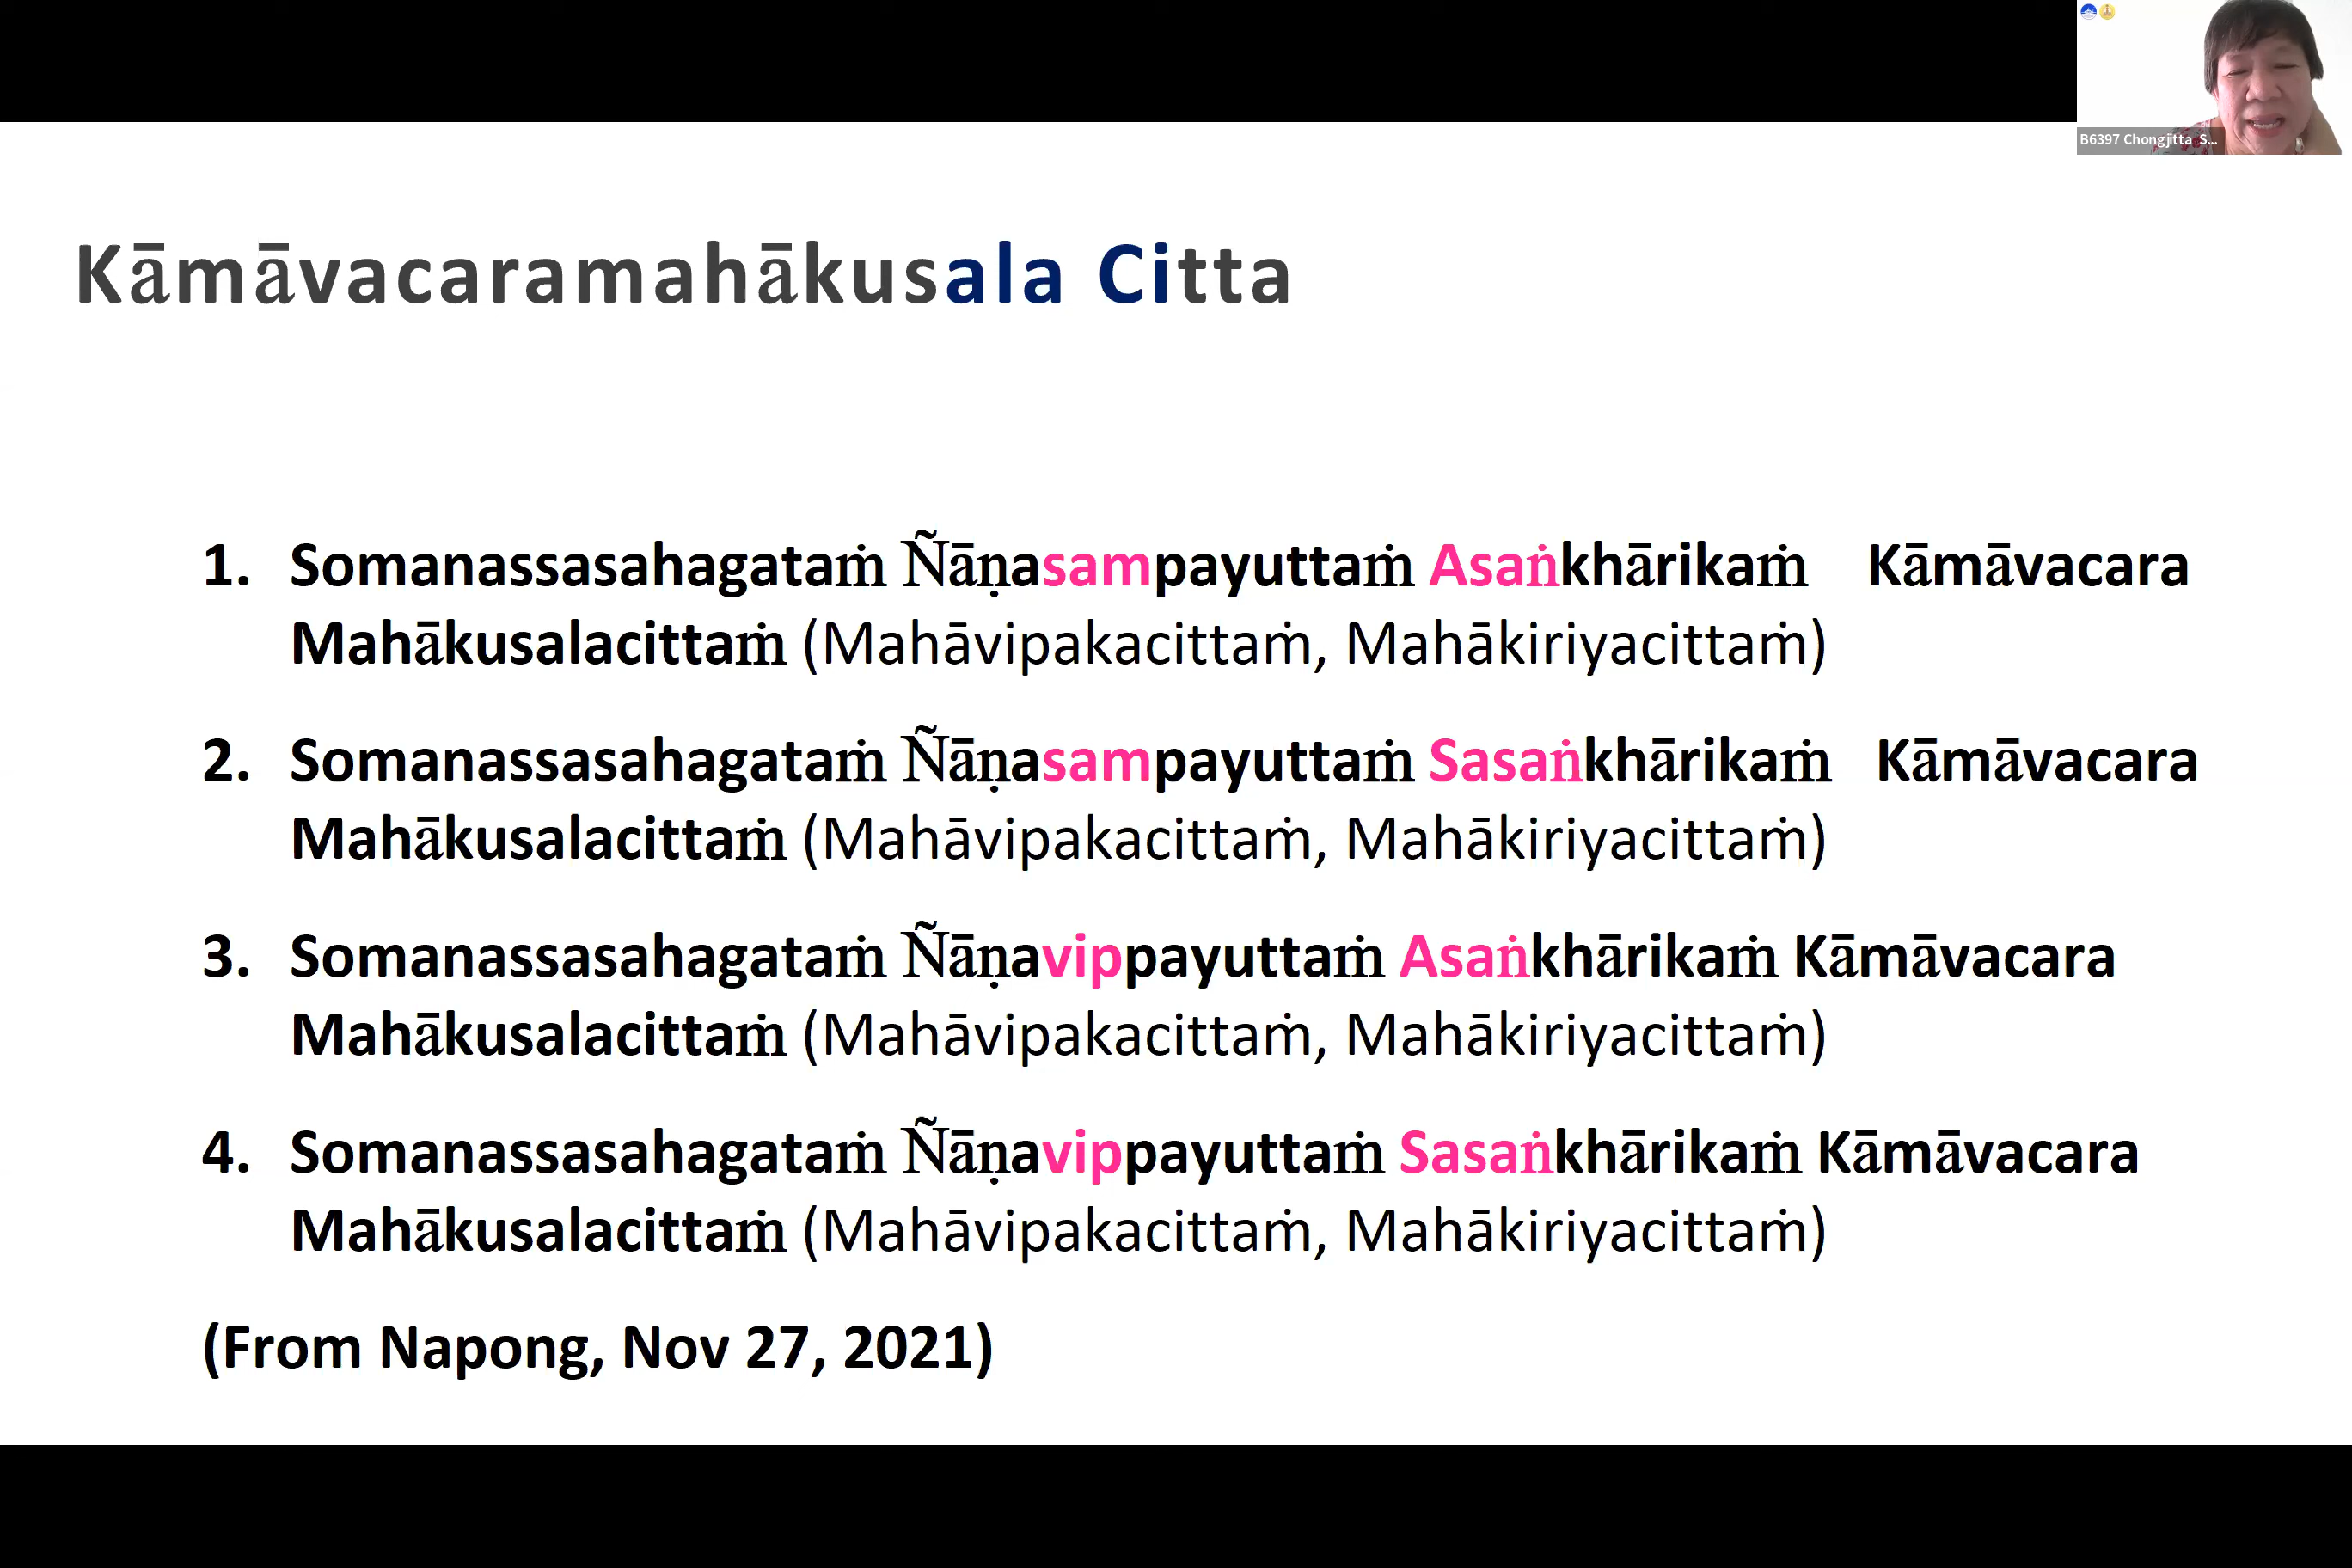 B6397 Chongjitta S...
Kāmāvacaramahākusala Citta
1. Somanassasahagataṁ Ñāṇasampayuttaṁ Asaṅkhārikaṁ Kāmāvacara
Mahākusalacittaṁ (Mahāvipakacittaṁ, Mahākiriyacittaṁ)
2. Somanassasahagataṁ Ñāṇasampayuttaṁ Sasaṅkhārikaṁ Kāmāvacara
Mahākusalacittaṁ (Mahāvipakacittaṁ, Mahākiriyacittaṁ)
3. Somanassasahagataṁ Ñāṇavippayuttaṁ Asaṅkhārikaṁ Kāmāvacara
Mahākusalacittaṁ (Mahāvipakacittaṁ, Mahākiriyacittaṁ)
4. Somanassasahagataṁ Ñāṇavippayuttaṁ Sasaṅkhārikaṁ Kāmāvacara
Mahākusalacittaṁ (Mahāvipakacittaṁ, Mahākiriyacittaṁ)
(From Napong, Nov 27, 2021)